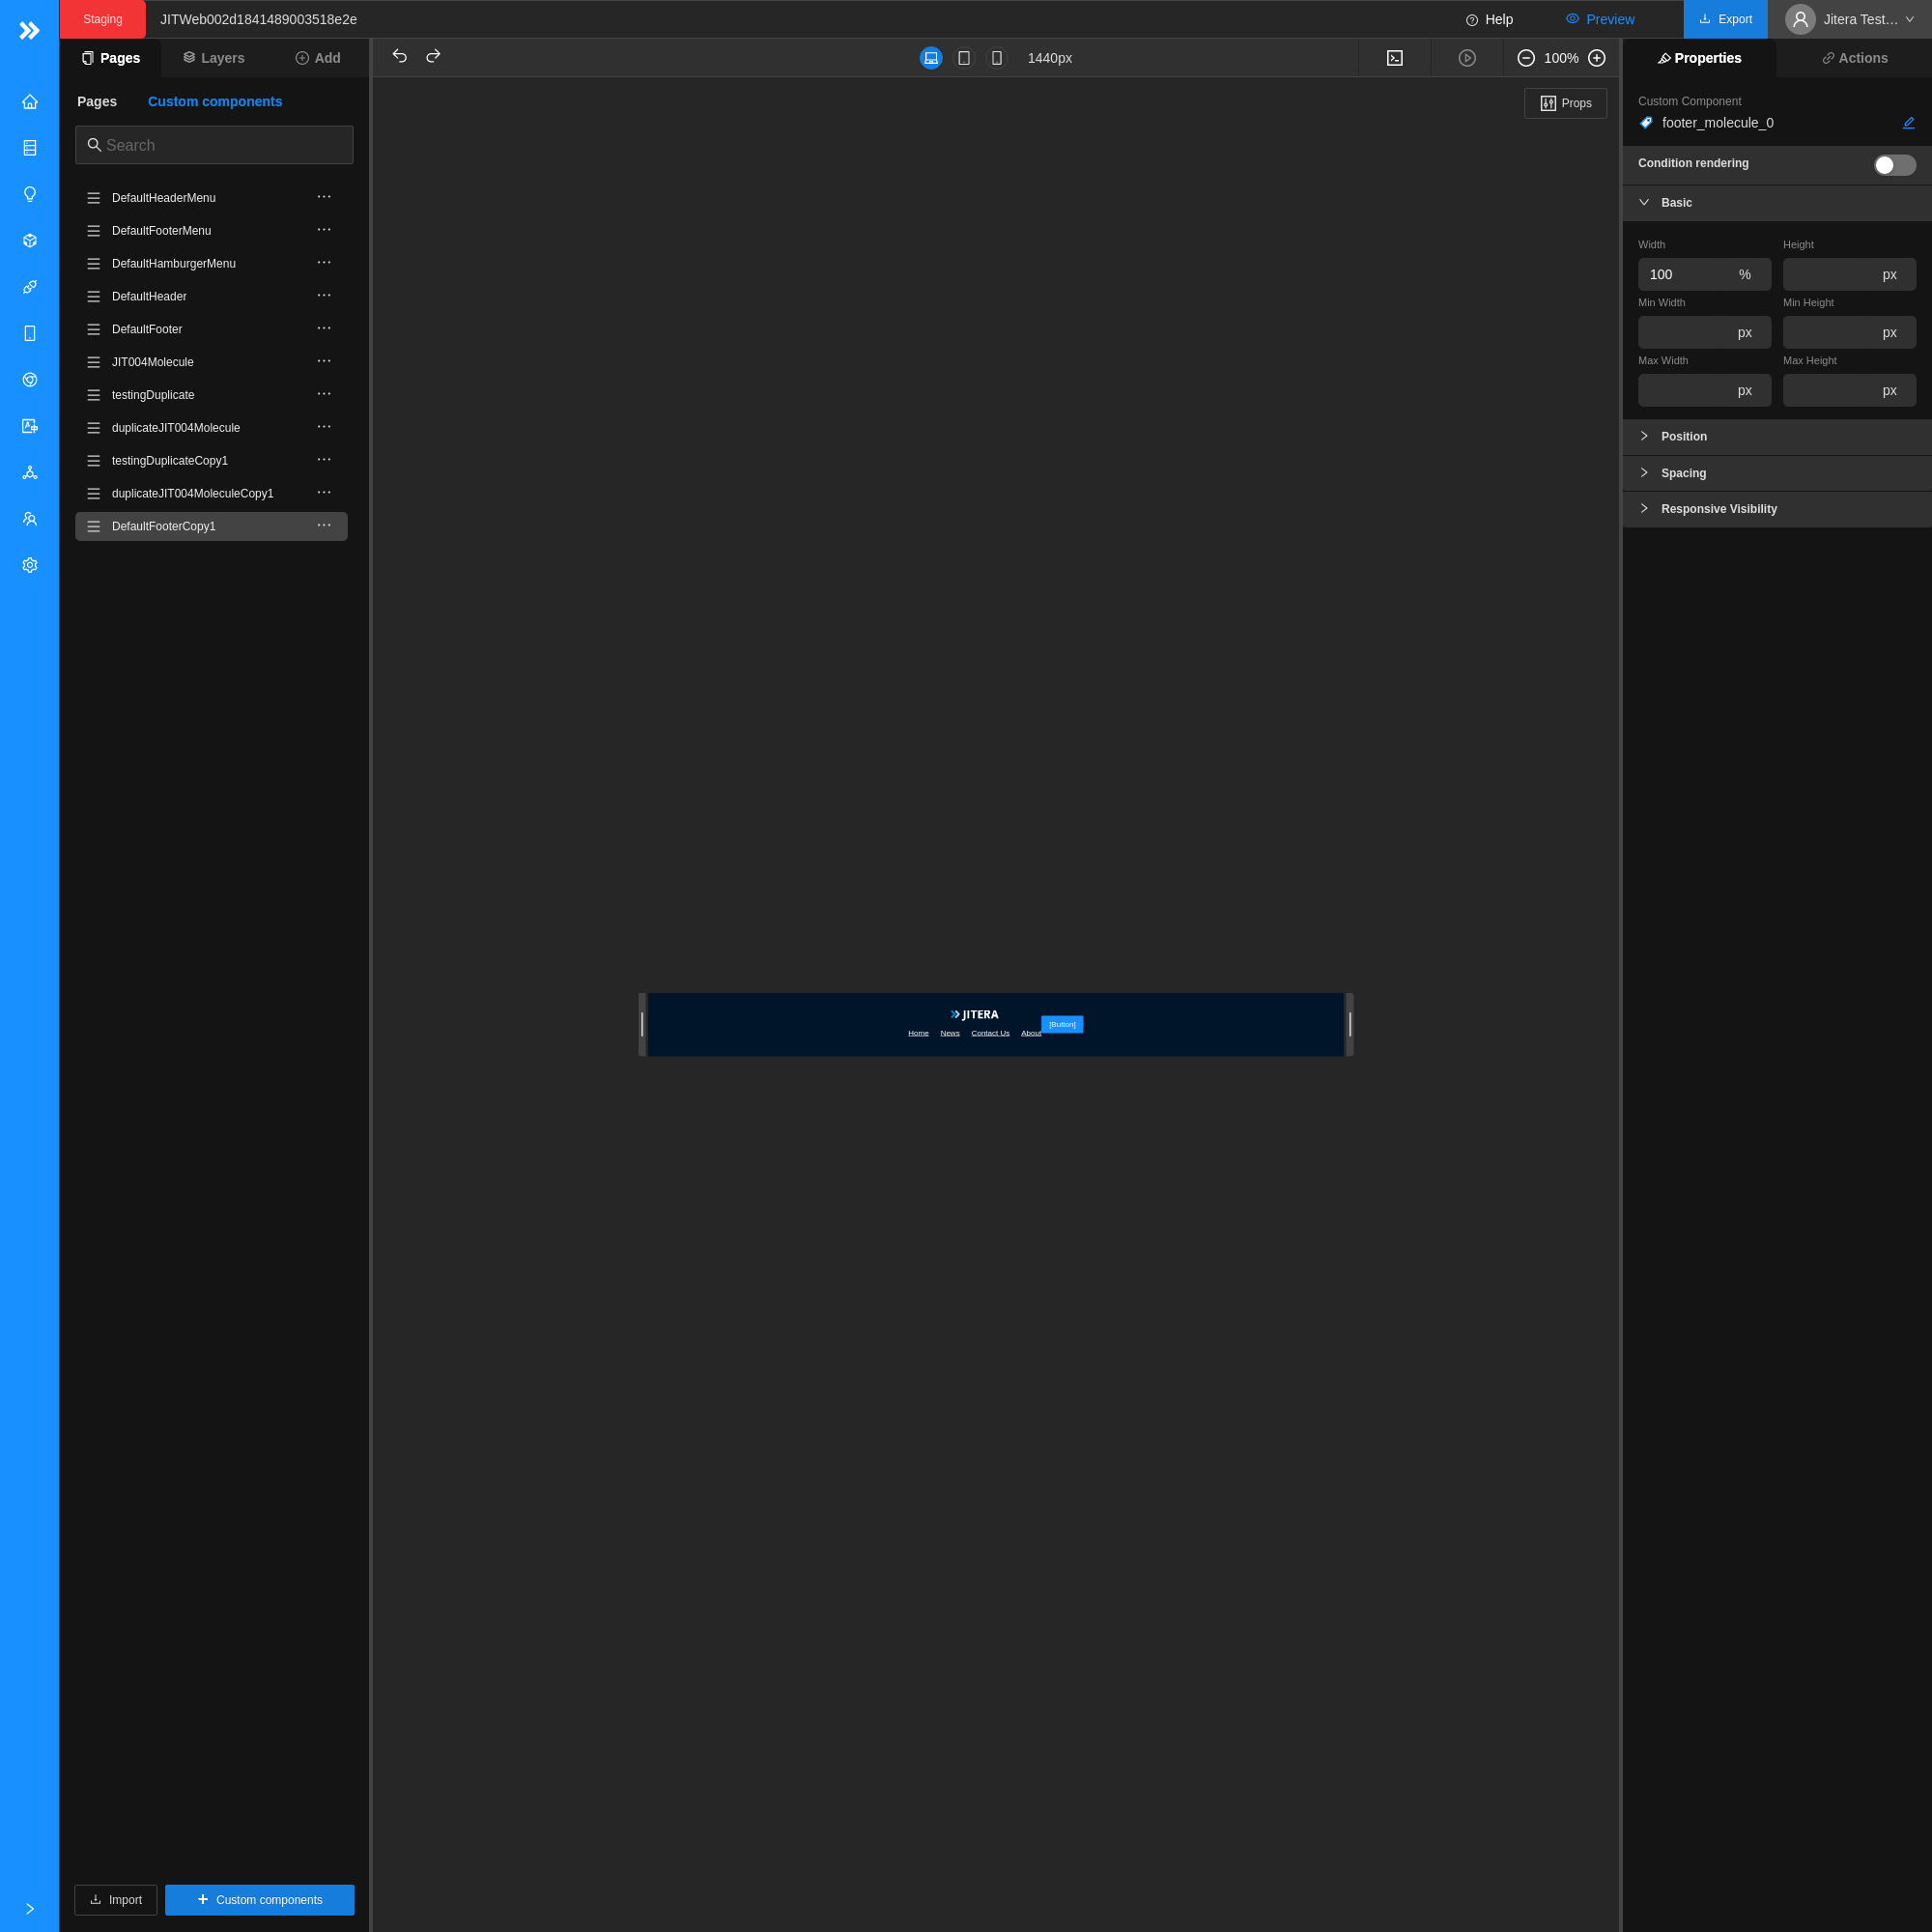 Staging
JITWeb002d1841489003518e2e
Help
Preview
Export
Jitera Test...
Pages
Layers
Add
1440px
100%
Properties
Actions
Pages
Custom components
Search
DefaultHeaderMenu
DefaultFooterMenu
DefaultHamburgerMenu
DefaultHeader
DefaultFooter
JIT004Molecule
testingDuplicate
duplicateJIT004Molecule
testingDuplicateCopy1
duplicateJIT004MoleculeCopy1
DefaultFooterCopy1
Import
Custom components
Props
JITERA
Home News Contact Us About
[Button]
Custom Component
footer_molecule_0
Condition rendering
Basic
Width Height
100 % px
Min Width Min Height
px px
Max Width Max Height
px px
Position
Spacing
Responsive Visibility